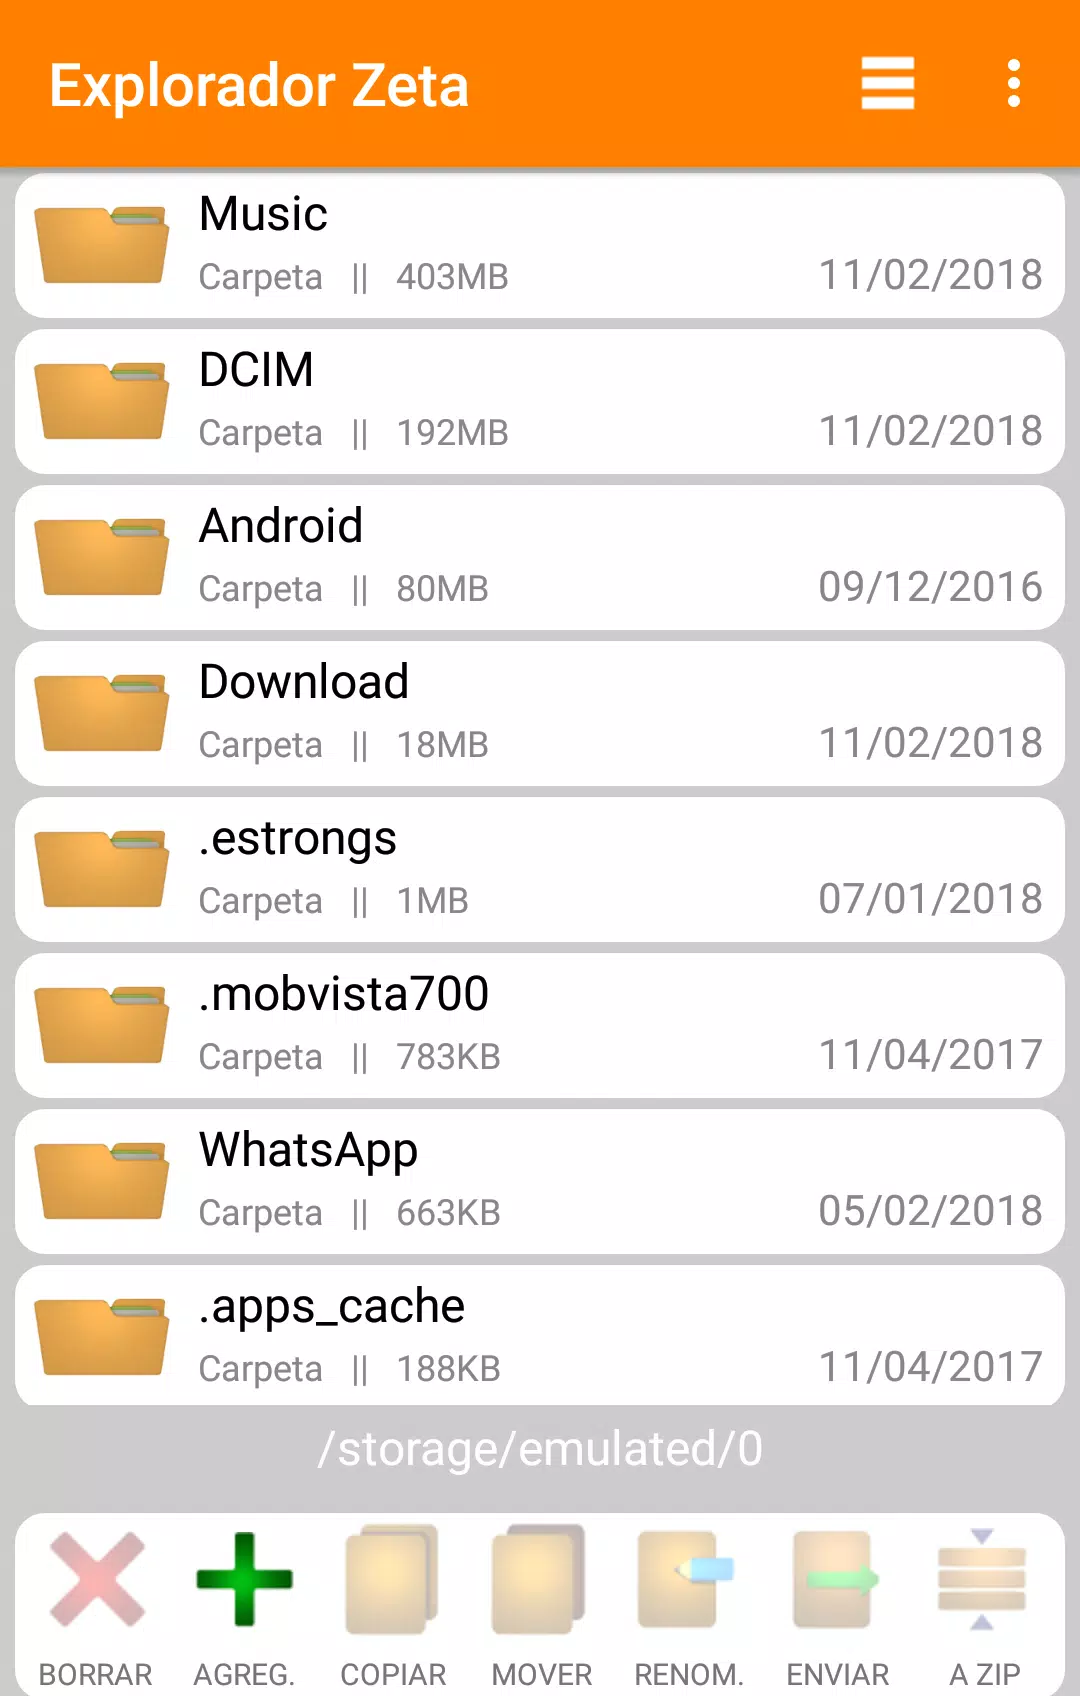 Explorador Zeta
Music
Carpeta || 403MB 11/02/2018
DCIM
Carpeta || 192MB 11/02/2018
Android
Carpeta || 80MB 09/12/2016
Download
Carpeta || 18MB 11/02/2018
.estrongs
Carpeta || 1MB 07/01/2018
.mobvista700
Carpeta || 783KB 11/04/2017
WhatsApp
Carpeta || 663KB 05/02/2018
.apps_cache
Carpeta || 188KB 11/04/2017
/storage/emulated/0
BORRAR AGREG. COPIAR MOVER RENOM. ENVIAR A ZIP